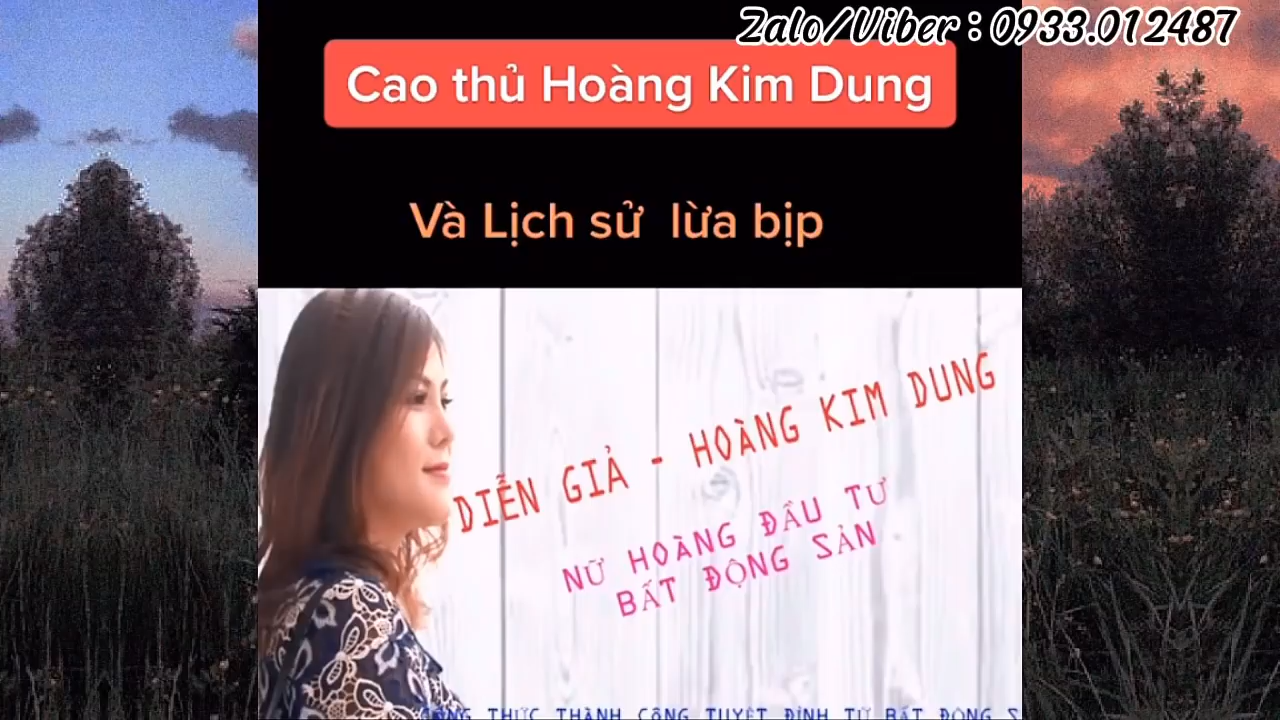 Zalo/Viber : 0933.012487
Cao thủ Hoàng Kim Dung
Và Lịch sử lừa bịp
DIỄN GIẢ - HOÀNG KIM DUNG
NỮ HOÀNG ĐẦU TƯ
BẤT ĐỘNG SẢN
CÔNG THỨC THÀNH CÔNG TUYỆT ĐỈNH TỪ BẤT ĐỘNG S